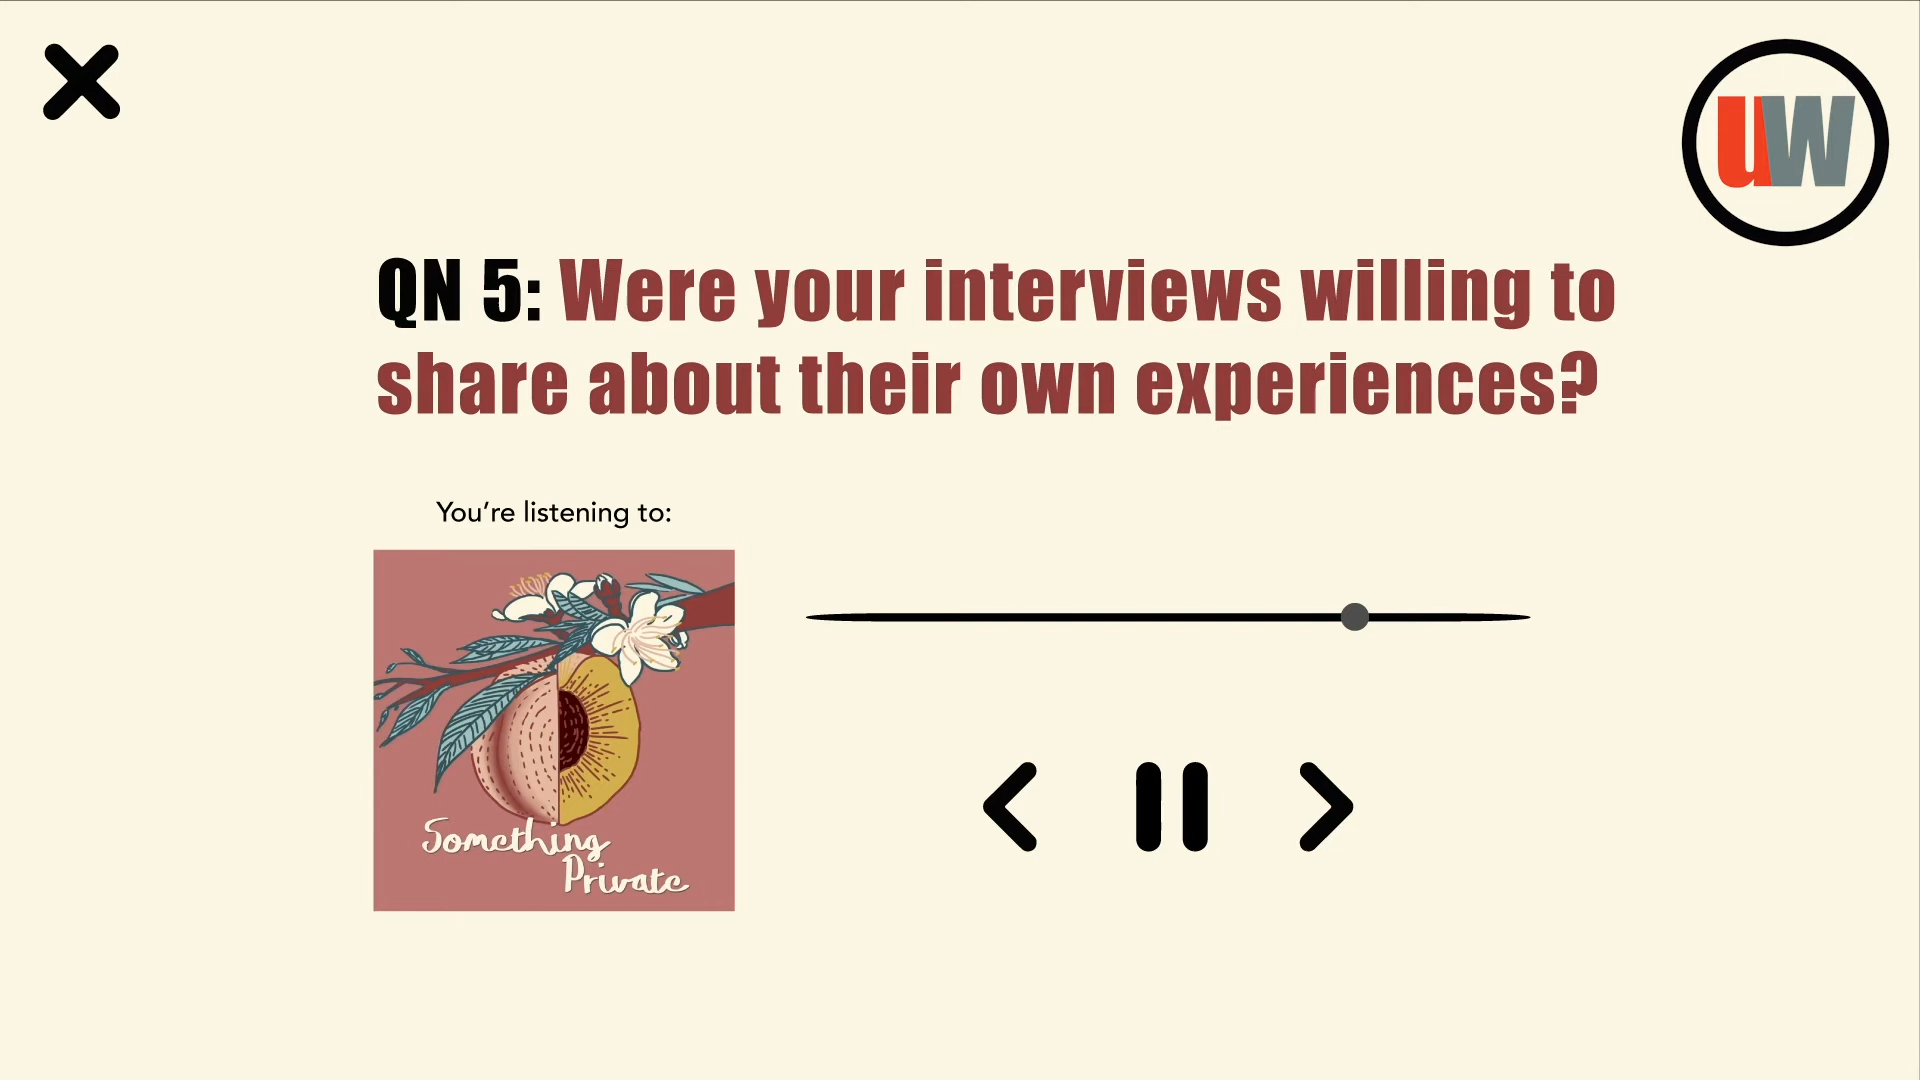 uw
QN 5: Were your interviews willing to
share about their own experiences?
You're listening to:
Something
Private